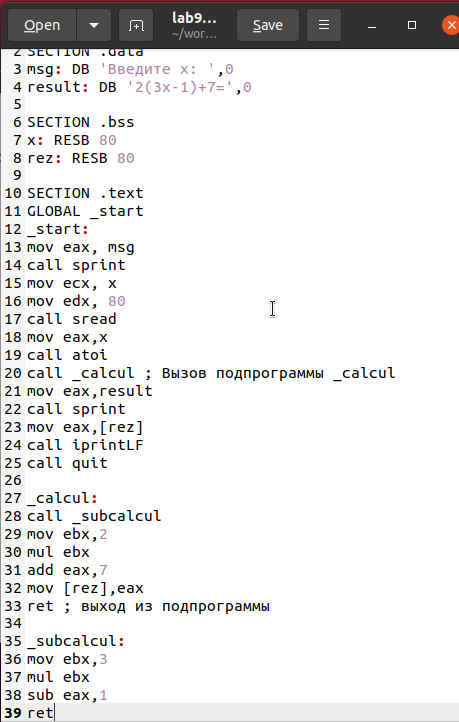 Open
lab9...
~/wor...
Save
2 SECTION .data
3 msg: DB 'Введите x: ',0
4 result: DB '2(3x-1)+7=',0
5
6 SECTION .bss
7 x: RESB 80
8 rez: RESB 80
9
10 SECTION .text
11 GLOBAL _start
12 _start:
13 mov eax, msg
14 call sprint
15 mov ecx, x
16 mov edx, 80
17 call sread
18 mov eax,x
19 call atoi
20 call _calcul ; Вызов подпрограммы _calcul
21 mov eax,result
22 call sprint
23 mov eax,[rez]
24 call iprintLF
25 call quit
26
27 _calcul:
28 call _subcalcul
29 mov ebx,2
30 mul ebx
31 add eax,7
32 mov [rez],eax
33 ret ; выход из подпрограммы
34
35 _subcalcul:
36 mov ebx,3
37 mul ebx
38 sub eax,1
39 ret